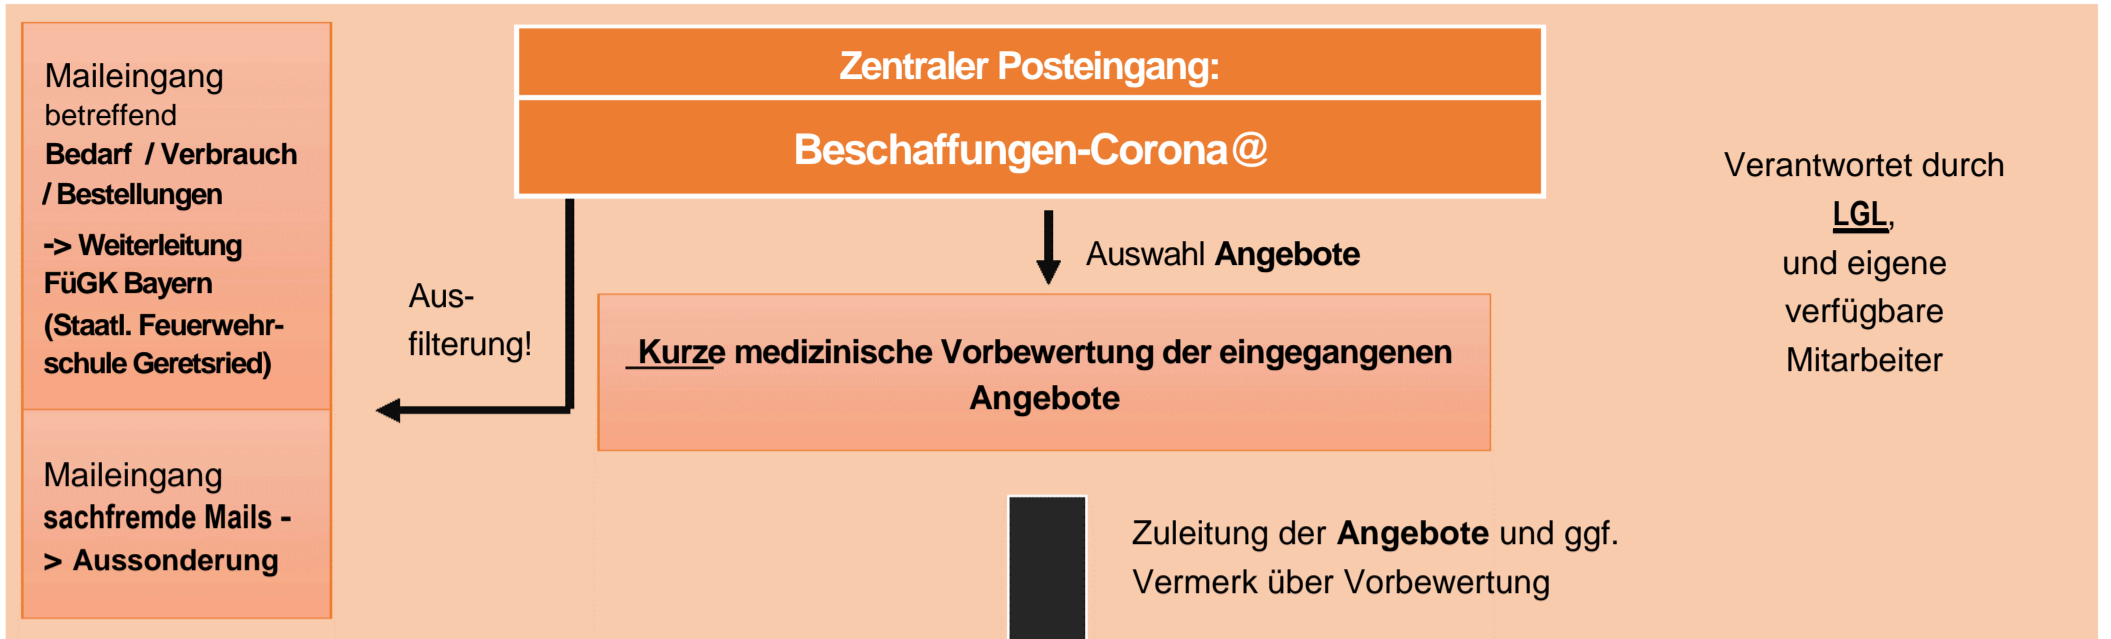 Maileingang
betreffend
Bedarf / Verbrauch
/ Bestellungen
-> Weiterleitung
FüGK Bayern
(Staatl. Feuerwehr-
schule Geretsried)
Maileingang
sachfremde Mails -
> Aussonderung
Zentraler Posteingang:
Beschaffungen-Corona@
Aus-
filterung!
Auswahl Angebote
Kurze medizinische Vorbewertung der eingegangenen
Angebote
Zuleitung der Angebote und ggf.
Vermerk über Vorbewertung
Verantwortet durch
LGL,
und eigene
verfügbare
Mitarbeiter